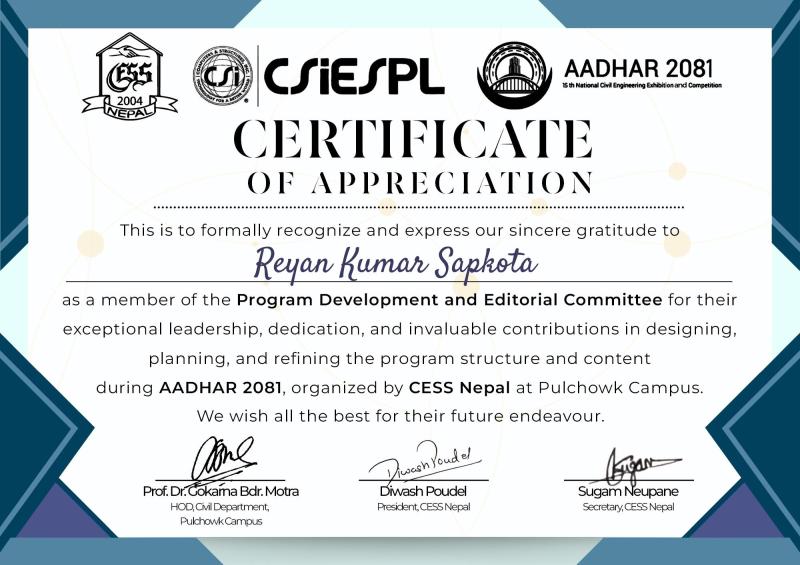 CESS
2004
NEPAL
COMPUTERS & STRUCTURES, INC.
CSi
CSiESPL
AADHAR 2081
15 th National Civil Engineering Exhibition and Competition
CERTIFICATE
OF APPRECIATION
This is to formally recognize and express our sincere gratitude to
Reyan Kumar Sapkota
as a member of the Program Development and Editorial Committee for their
exceptional leadership, dedication, and invaluable contributions in designing,
planning, and refining the program structure and content
during AADHAR 2081, organized by CESS Nepal at Pulchowk Campus.
We wish all the best for their future endeavour.
Diwash Poudel
Sugam
Prof. Dr. Gokarna Bdr. Motra
Diwash Poudel
Sugam Neupane
HOD, Civil Department,
President, CESS Nepal
Secretary, CESS Nepal
Pulchowk Campus